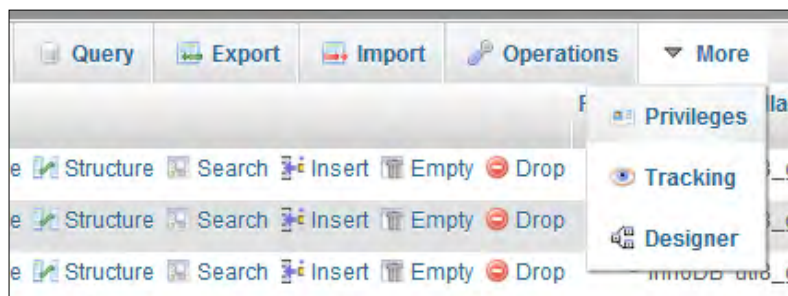 Query Export Import Operations More
Privileges
e Structure Search Insert Empty Drop
Tracking
e Structure Search Insert Empty Drop
Designer
e Structure Search Insert Empty Drop